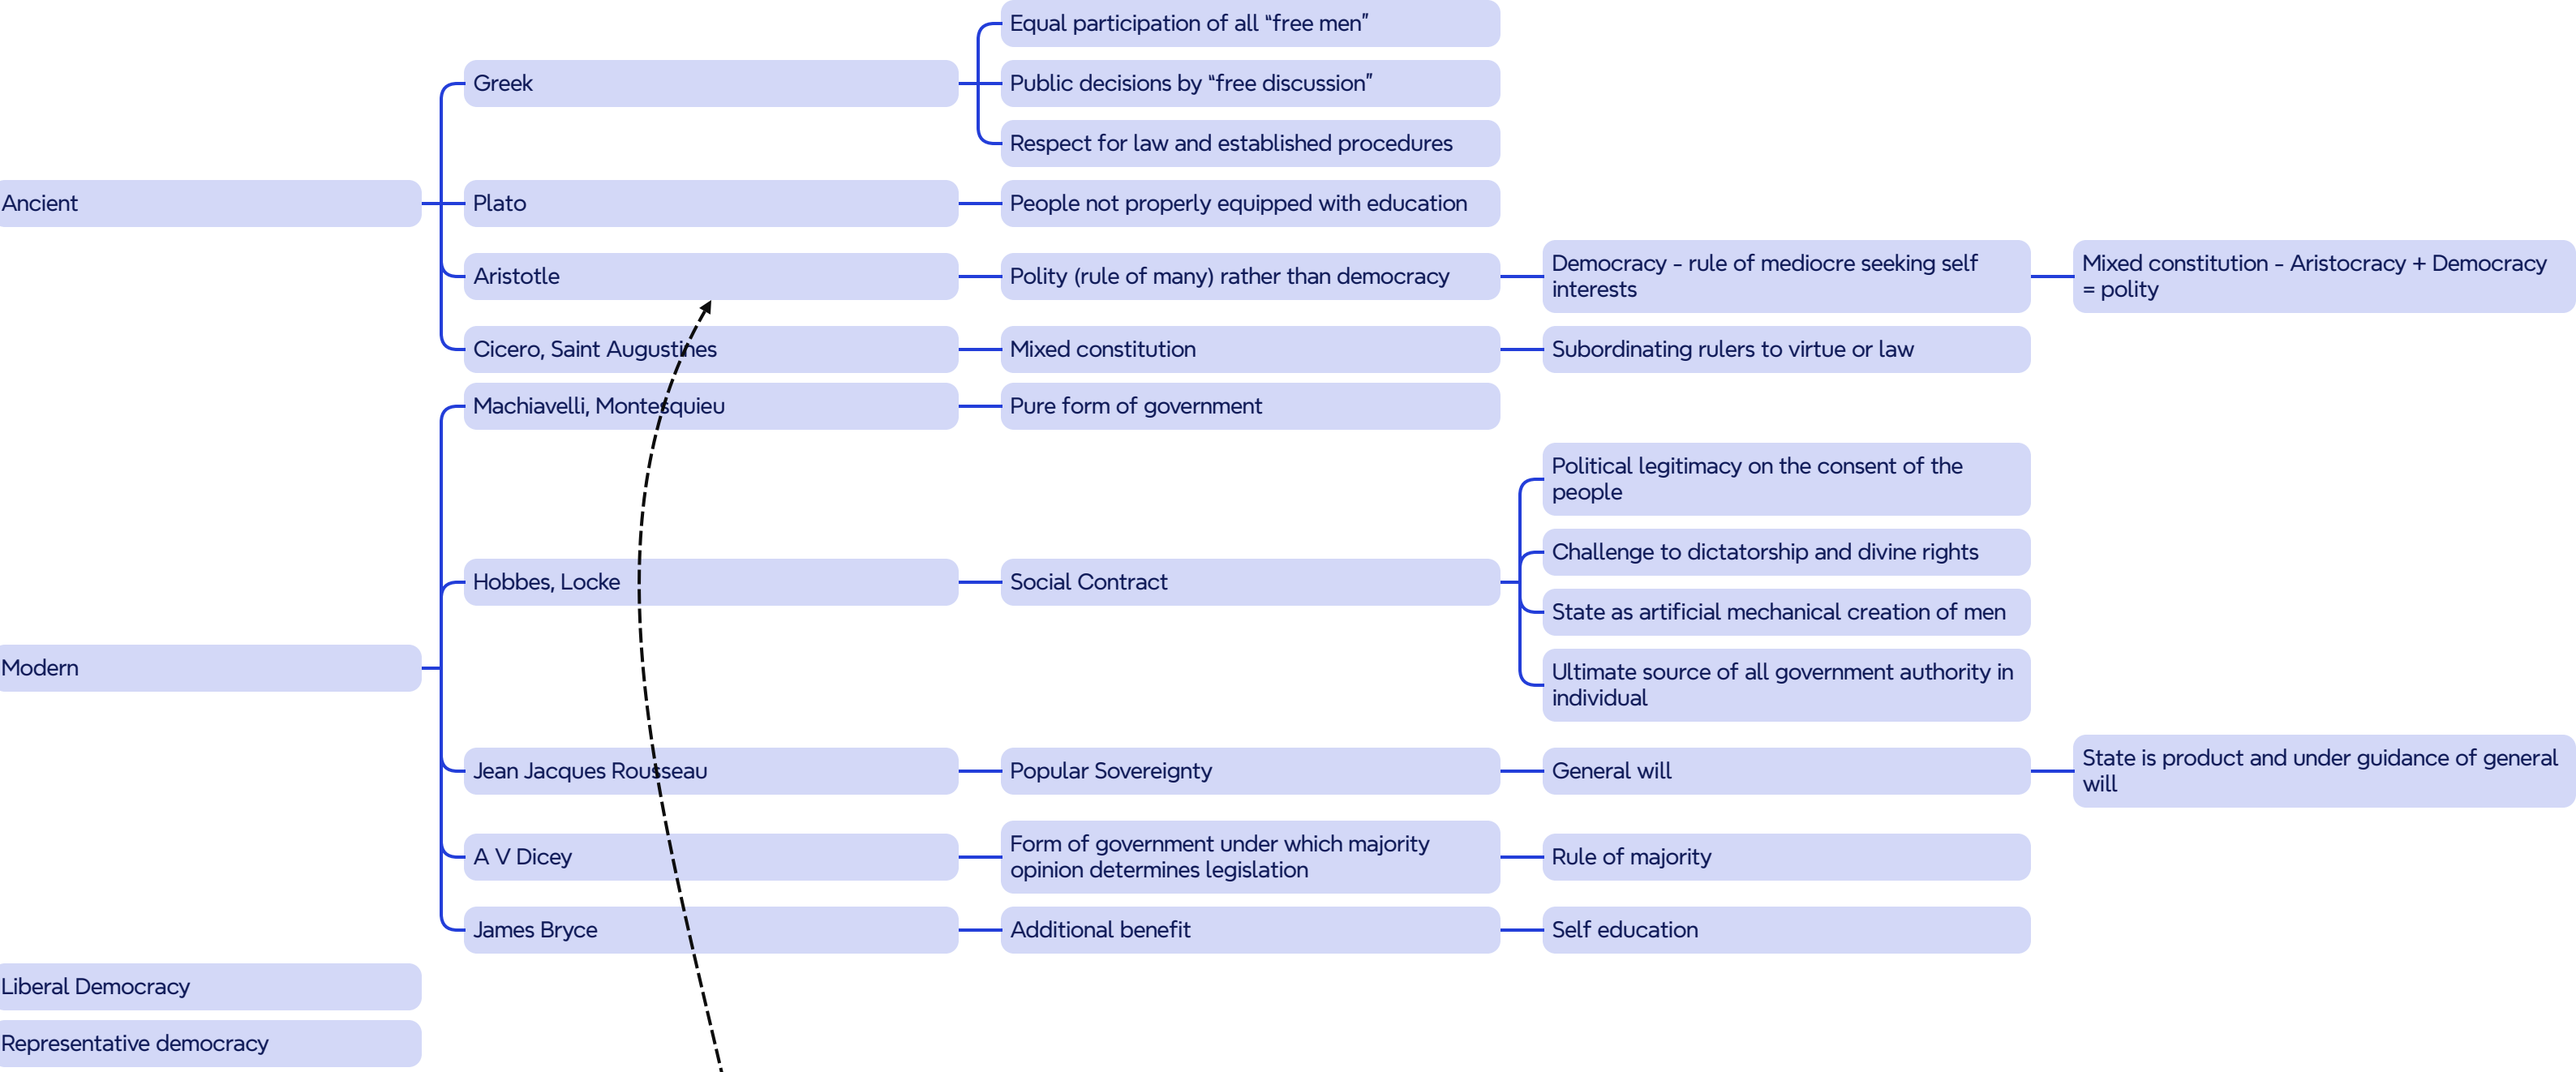 Equal participation of all “free men”
Greek
Public decisions by “free discussion”
Respect for law and established procedures
Ancient
Plato
People not properly equipped with education
Aristotle
Polity (rule of many) rather than democracy
Democracy - rule of mediocre seeking self
interests
Mixed constitution - Aristocracy + Democracy
= polity
Cicero, Saint Augustines
Mixed constitution
Subordinating rulers to virtue or law
Machiavelli, Montesquieu
Pure form of government
Political legitimacy on the consent of the
people
Challenge to dictatorship and divine rights
Hobbes, Locke
Social Contract
State as artificial mechanical creation of men
Modern
Ultimate source of all government authority in
individual
Jean Jacques Rousseau
Popular Sovereignty
General will
State is product and under guidance of general
will
A V Dicey
Form of government under which majority
opinion determines legislation
Rule of majority
James Bryce
Additional benefit
Self education
Liberal Democracy
Representative democracy